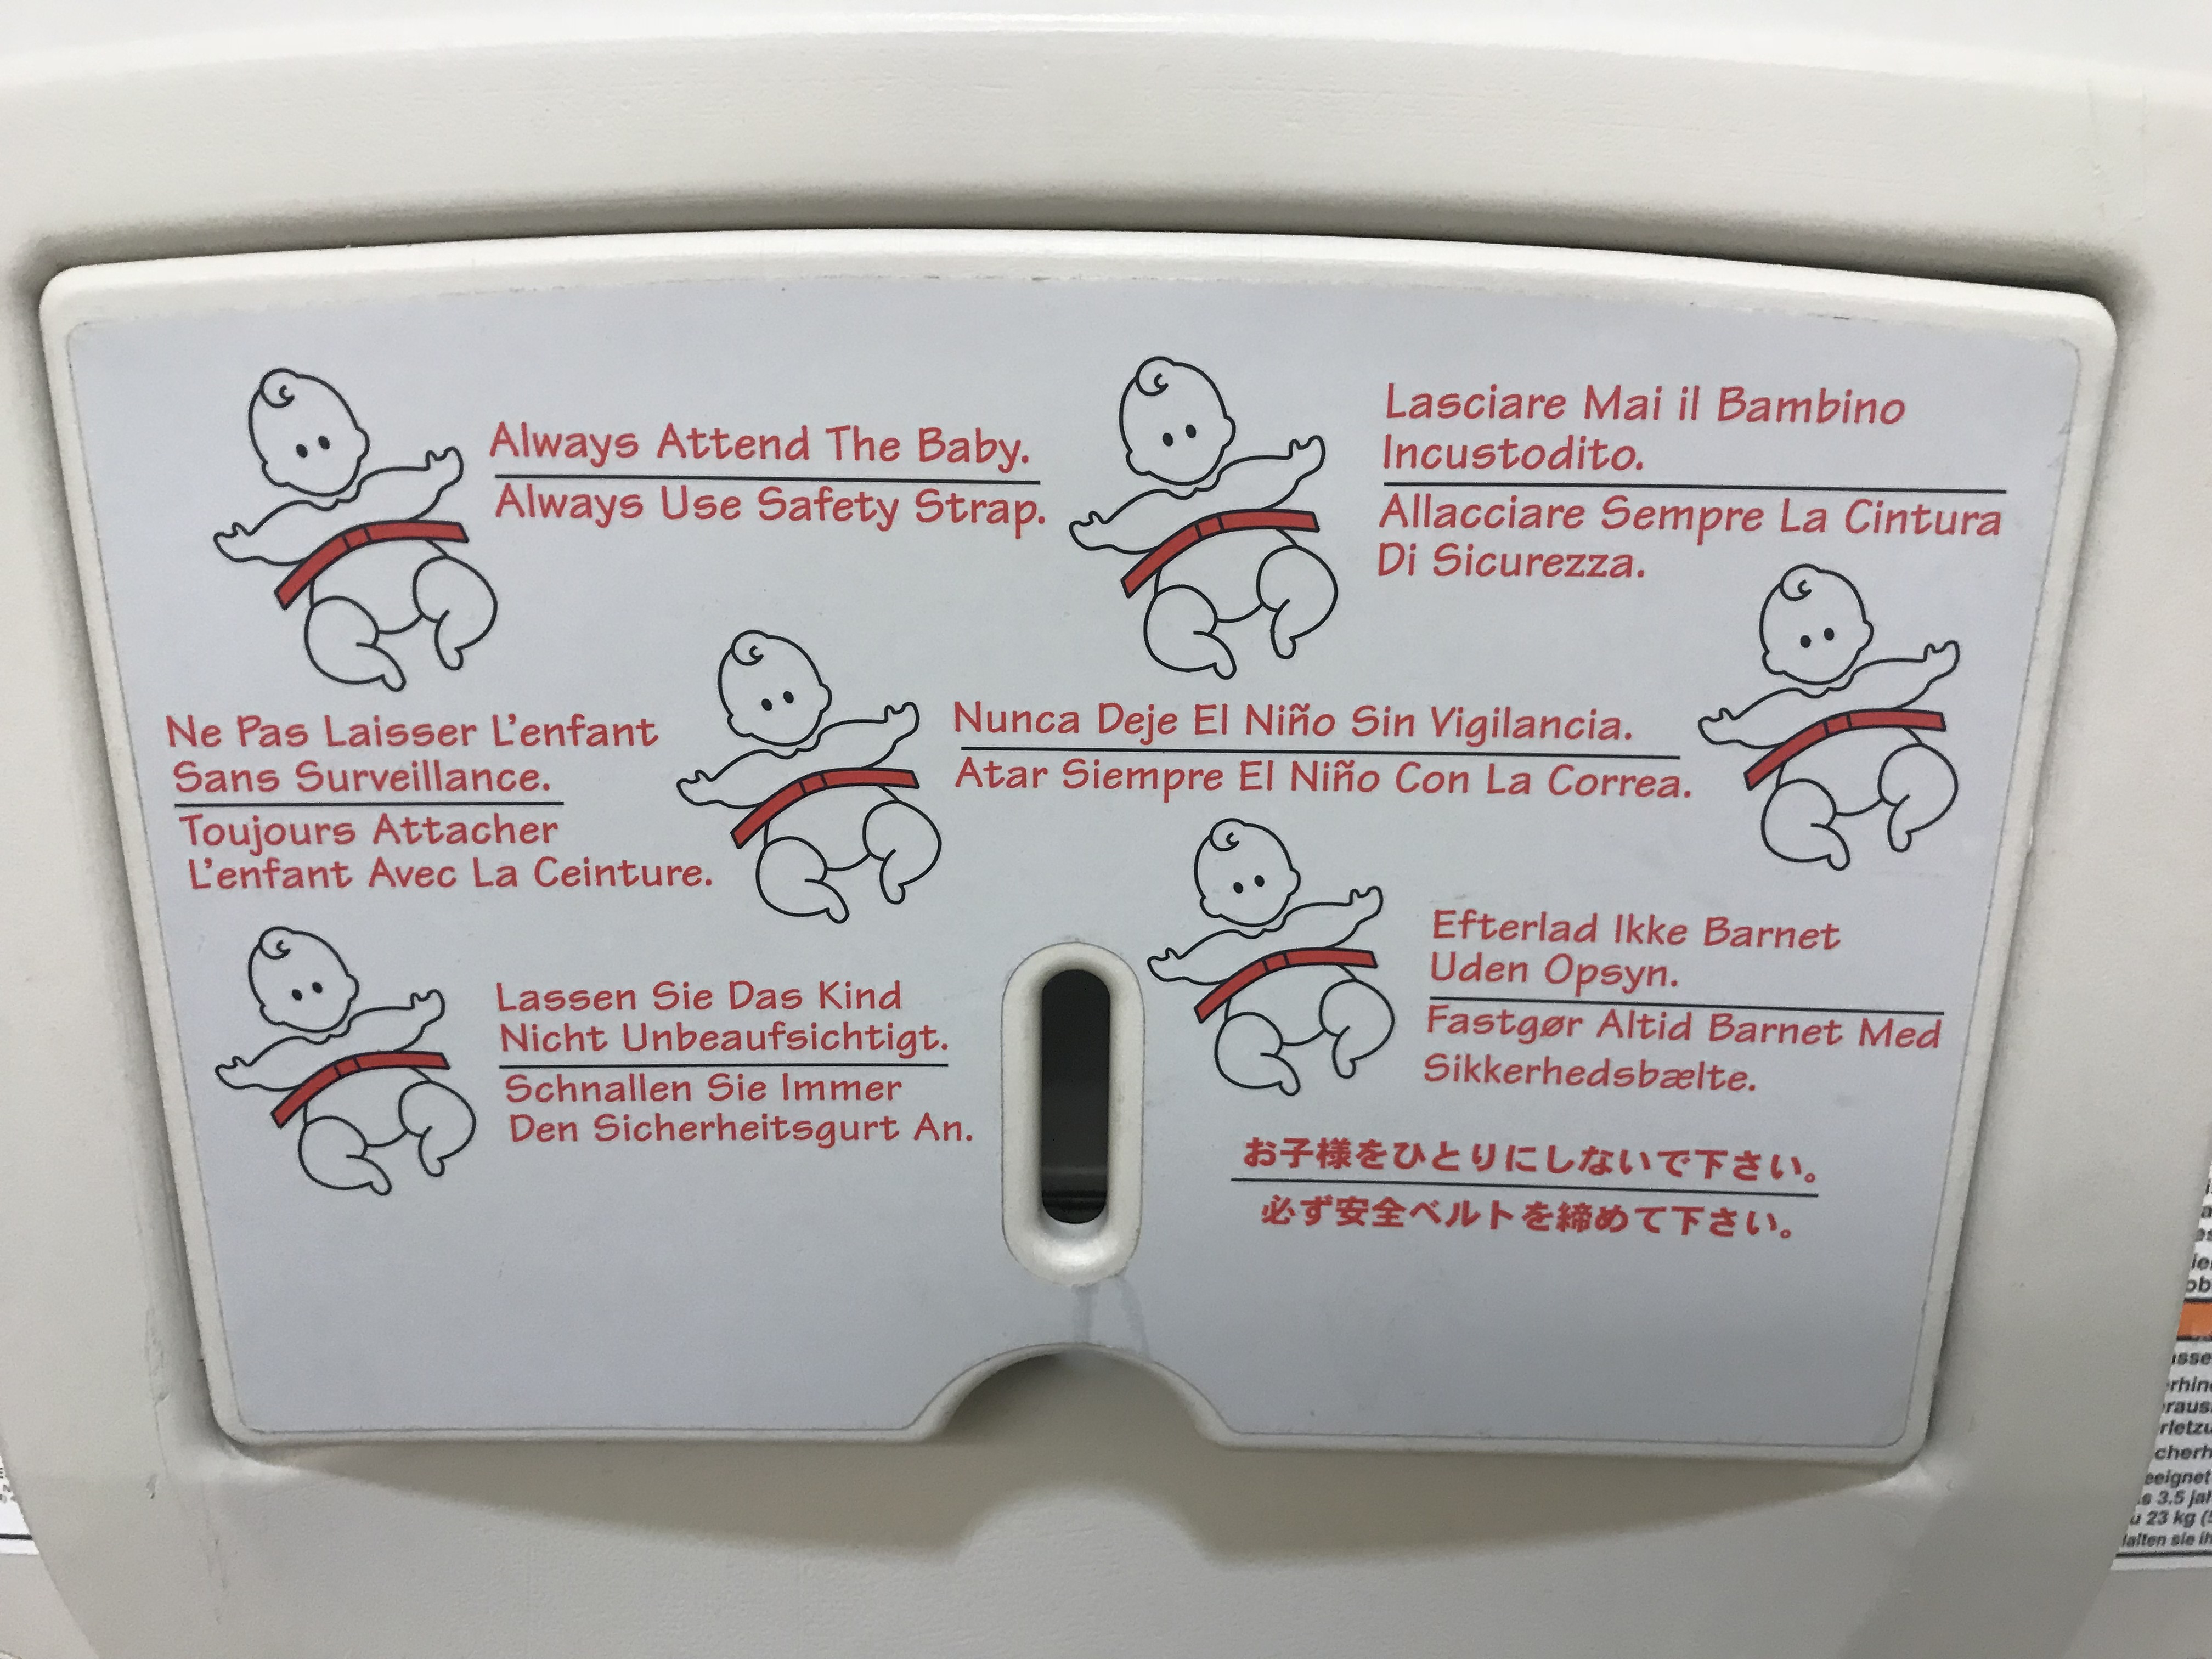 Always Attend The Baby.
Always Use Safety Strap.
Lasciare Mai il Bambino
Incustodito.
Allacciare Sempre La Cintura
Di Sicurezza.
Ne Pas Laisser L'enfant
Sans Surveillance.
Toujours Attacher
L'enfant Avec La Ceinture.
Nunca Deje El Niño Sin Vigilancia.
Atar Siempre El Niño Con La Correa.
Lassen Sie Das Kind
Nicht Unbeaufsichtigt.
Schnallen Sie Immer
Den Sicherheitsgurt An.
Efterlad Ikke Barnet
Uden Opsyn.
Fastgør Altid Barnet Med
Sikkerhedsbælte.
お子様をひとりにしないで下さい。
必ず安全ベルトを締めて下さい。
3.5
23 kg